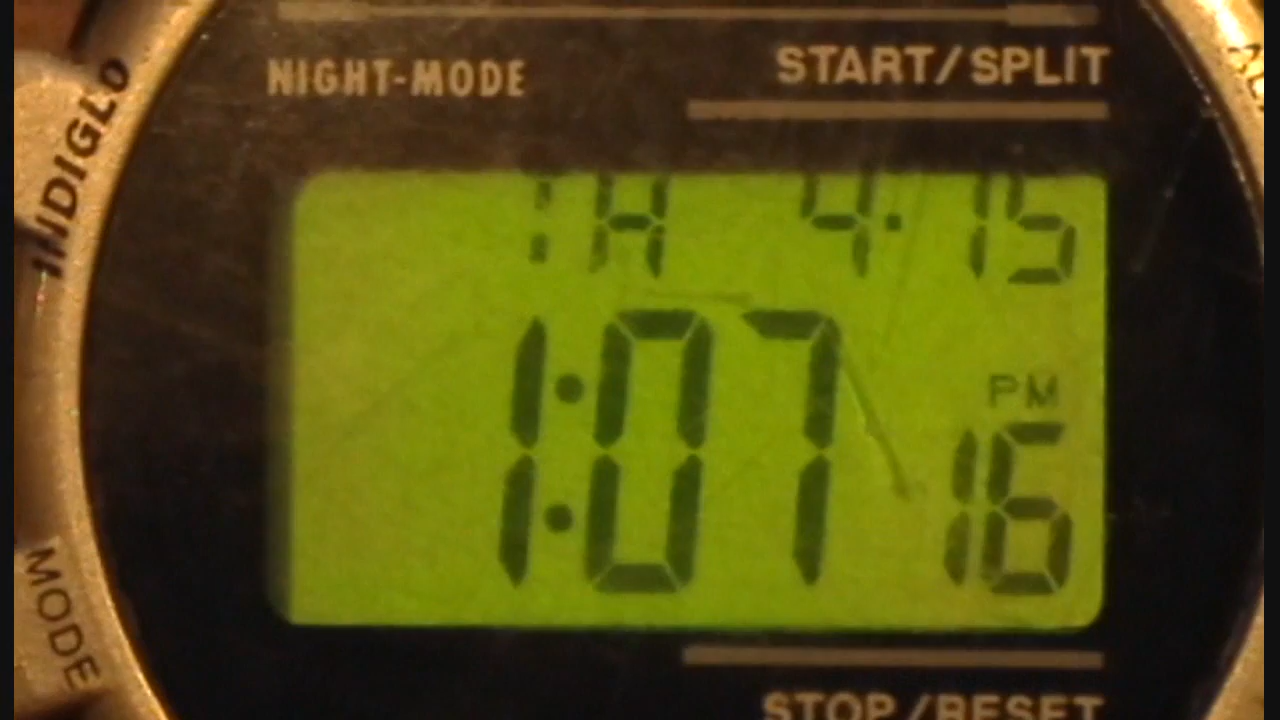 NIGHT-MODE
START/SPLIT
INDIGLO
TH 4·15
PM
1:07 16
MODE
STOP/RESET